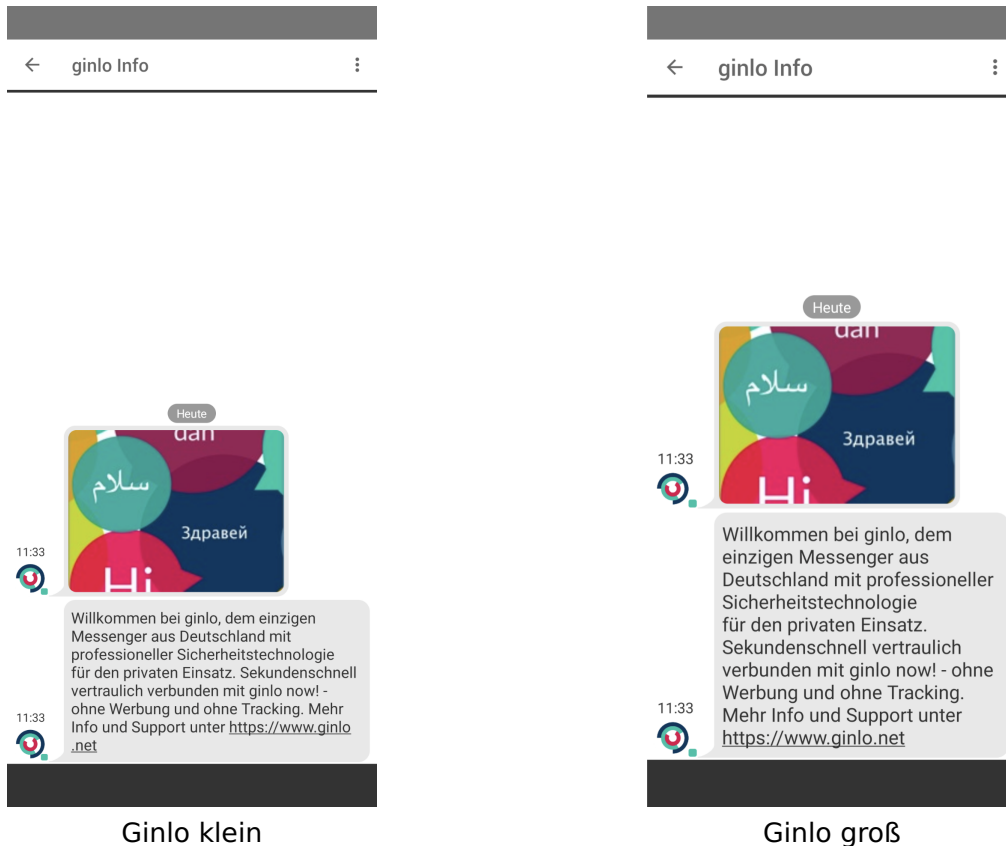 ginlo Info
Heute
dan
سلام
Здравей
Hi
11:33
Willkommen bei ginlo, dem einzigen
Messenger aus Deutschland mit
professioneller Sicherheitstechnologie
für den privaten Einsatz. Sekundenschnell
vertraulich verbunden mit ginlo now! -
ohne Werbung und ohne Tracking. Mehr
Info und Support unter https://www.ginlo
.net
11:33
Ginlo klein
ginlo Info
Heute
dan
سلام
Здравей
Hi
11:33
Willkommen bei ginlo, dem
einzigen Messenger aus
Deutschland mit professioneller
Sicherheitstechnologie
für den privaten Einsatz.
Sekundenschnell vertraulich
verbunden mit ginlo now! - ohne
Werbung und ohne Tracking.
Mehr Info und Support unter
https://www.ginlo.net
11:33
Ginlo groß